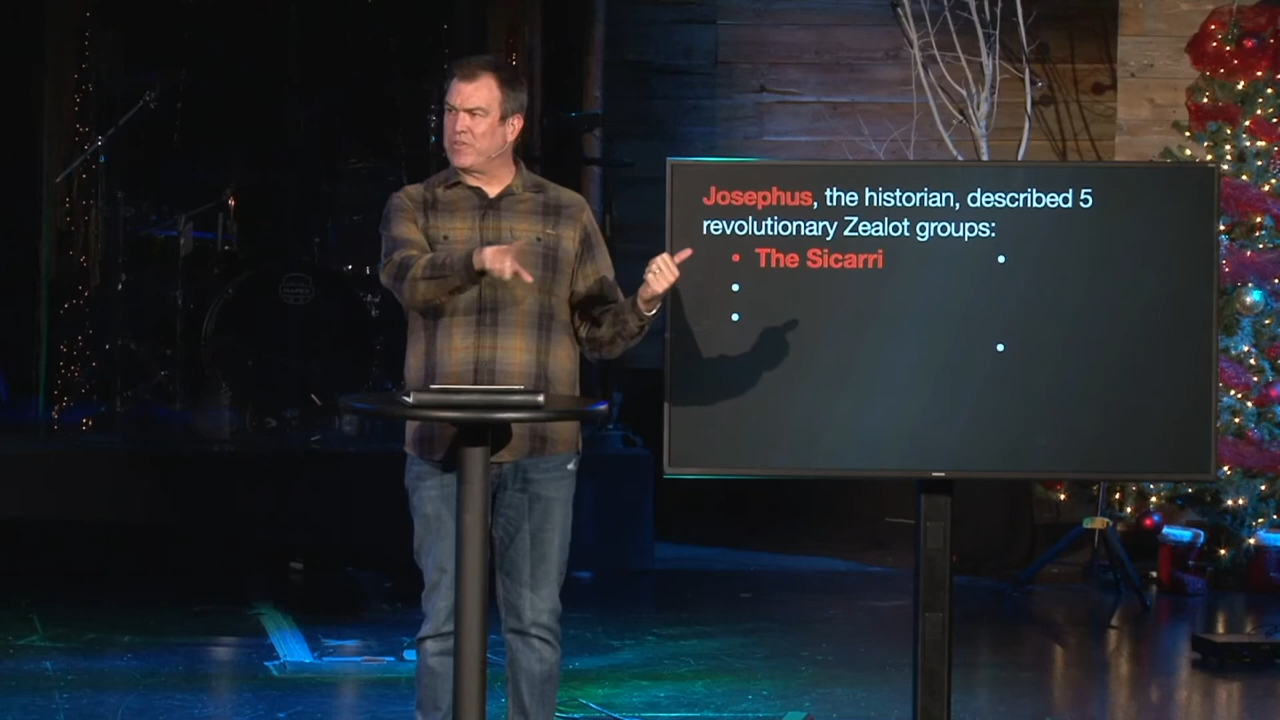 Josephus, the historian, described 5
revolutionary Zealot groups:
• The Sicarri